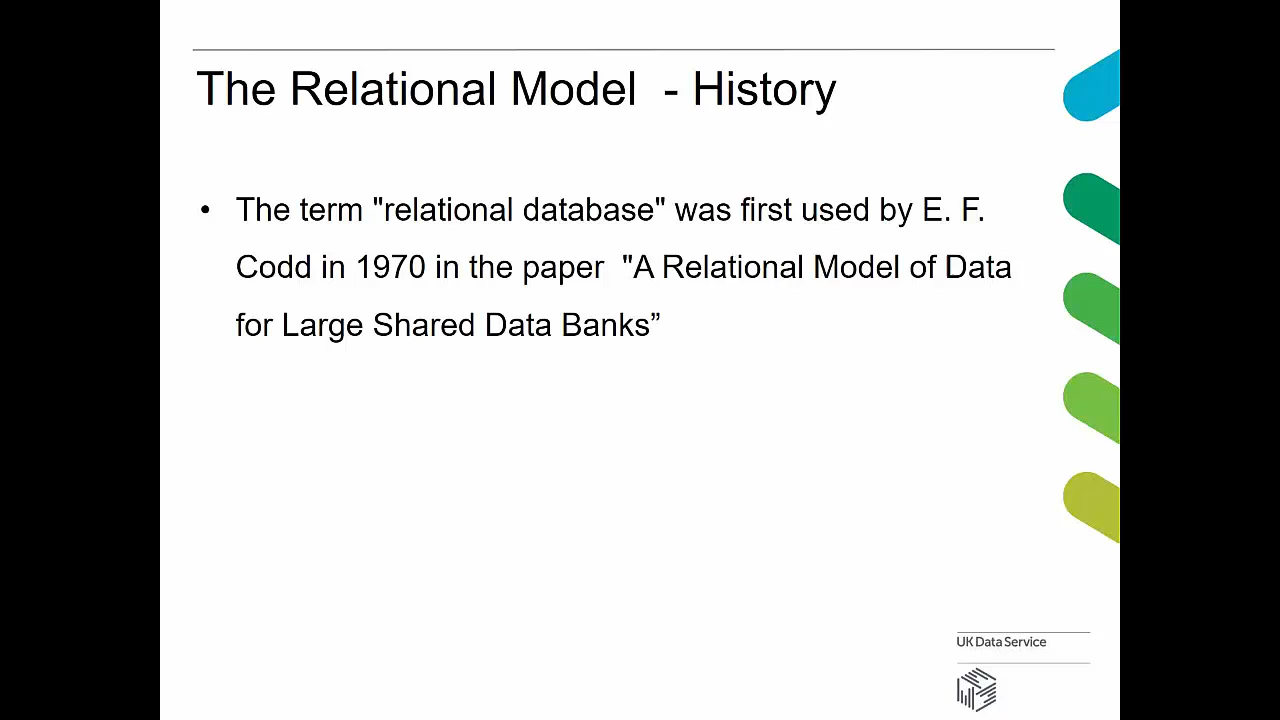 The Relational Model  - History
• The term "relational database" was first used by E. F.
Codd in 1970 in the paper  "A Relational Model of Data
for Large Shared Data Banks”
UK Data Service